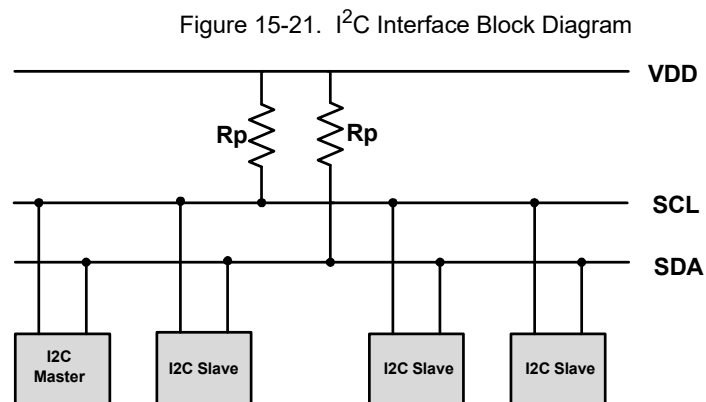 Figure 15-21. I2C Interface Block Diagram
VDD
Rp
Rp
SCL
SDA
I2C
Master
I2C Slave
I2C Slave
I2C Slave